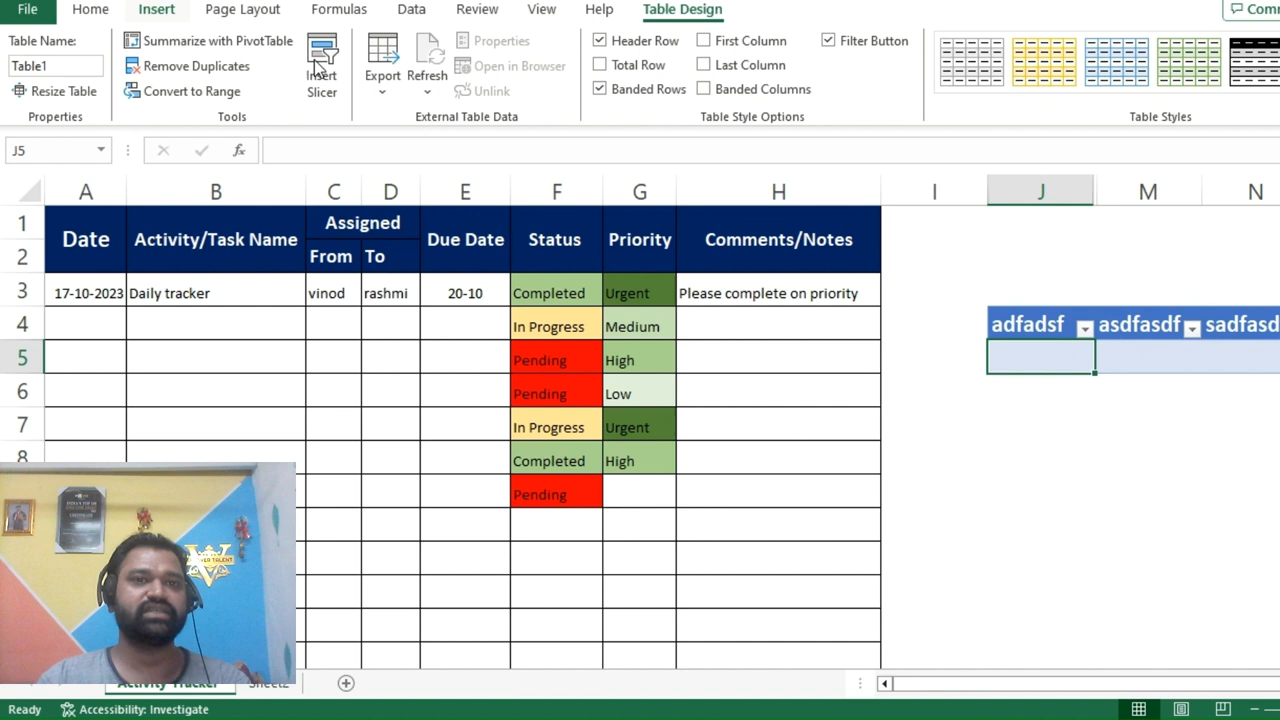 File Home Insert Page Layout Formulas Data Review View Help Table Design
Table Name:
Table1
Resize Table
Properties
Summarize with PivotTable
Remove Duplicates
Convert to Range
Tools
Insert
Slicer
Export
Refresh
Properties
Open in Browser
Unlink
External Table Data
Header Row
Total Row
Banded Rows
First Column
Last Column
Banded Columns
Filter Button
Table Style Options
Table Styles
J5
fx
A B C D E F G H I J M N
1 Date Activity/Task Name Assigned Due Date Status Priority Comments/Notes
2 From To
3 17-10-2023 Daily tracker vinod rashmi 20-10 Completed Urgent Please complete on priority
4 In Progress Medium adfadsf asdfasdf sadfasd
5 Pending High
6 Pending Low
7 In Progress Urgent
8 Completed High
Pending
Activity Tracker
Ready Accessibility: Investigate